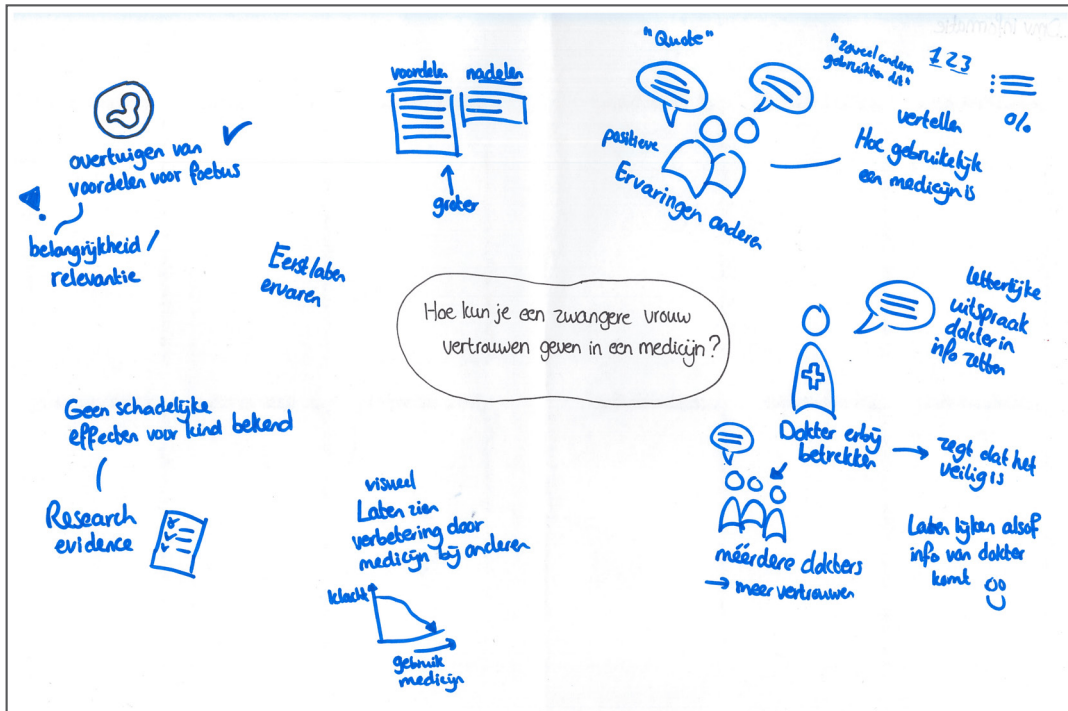 overtuigen van
voordelen voor foetus
belangrijkheid /
relevantie
voordelen
nadelen
groter
"Quote"
positieve
Ervaringen anderen
"zoveel anderen
gebruikten dit"
1 2 3
%
vertellen
Hoe gebruikelijk
een medicijn is
Eerst laten
ervaren
Hoe kun je een zwangere vrouw
vertrouwen geven in een medicijn?
letterlijke
uitspraak
dokter in
info zetten
Dokter erbij
betrekken
→ zegt dat het
veilig is
méérdere dokters
→ meer vertrouwen
Laten lijken alsof
info van dokter
komt
Geen schadelijke
effecten voor kind bekend
Research
evidence
visueel
Laten zien
verbetering door
medicijn bij anderen
klacht
gebruik
medicijn